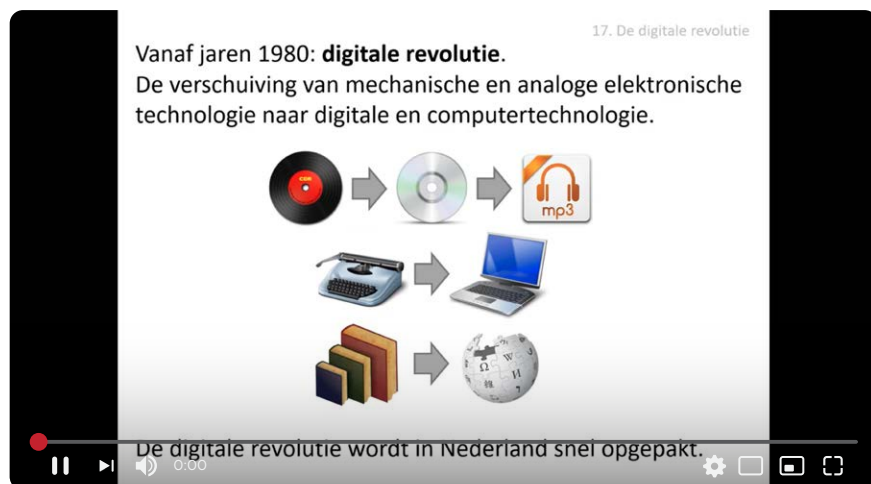 17. De digitale revolutie
Vanaf jaren 1980: digitale revolutie.
De verschuiving van mechanische en analoge elektronische
technologie naar digitale en computertechnologie.
mp3
W
Ω
И
De digitale revolutie wordt in Nederland snel opgepakt.
0:00